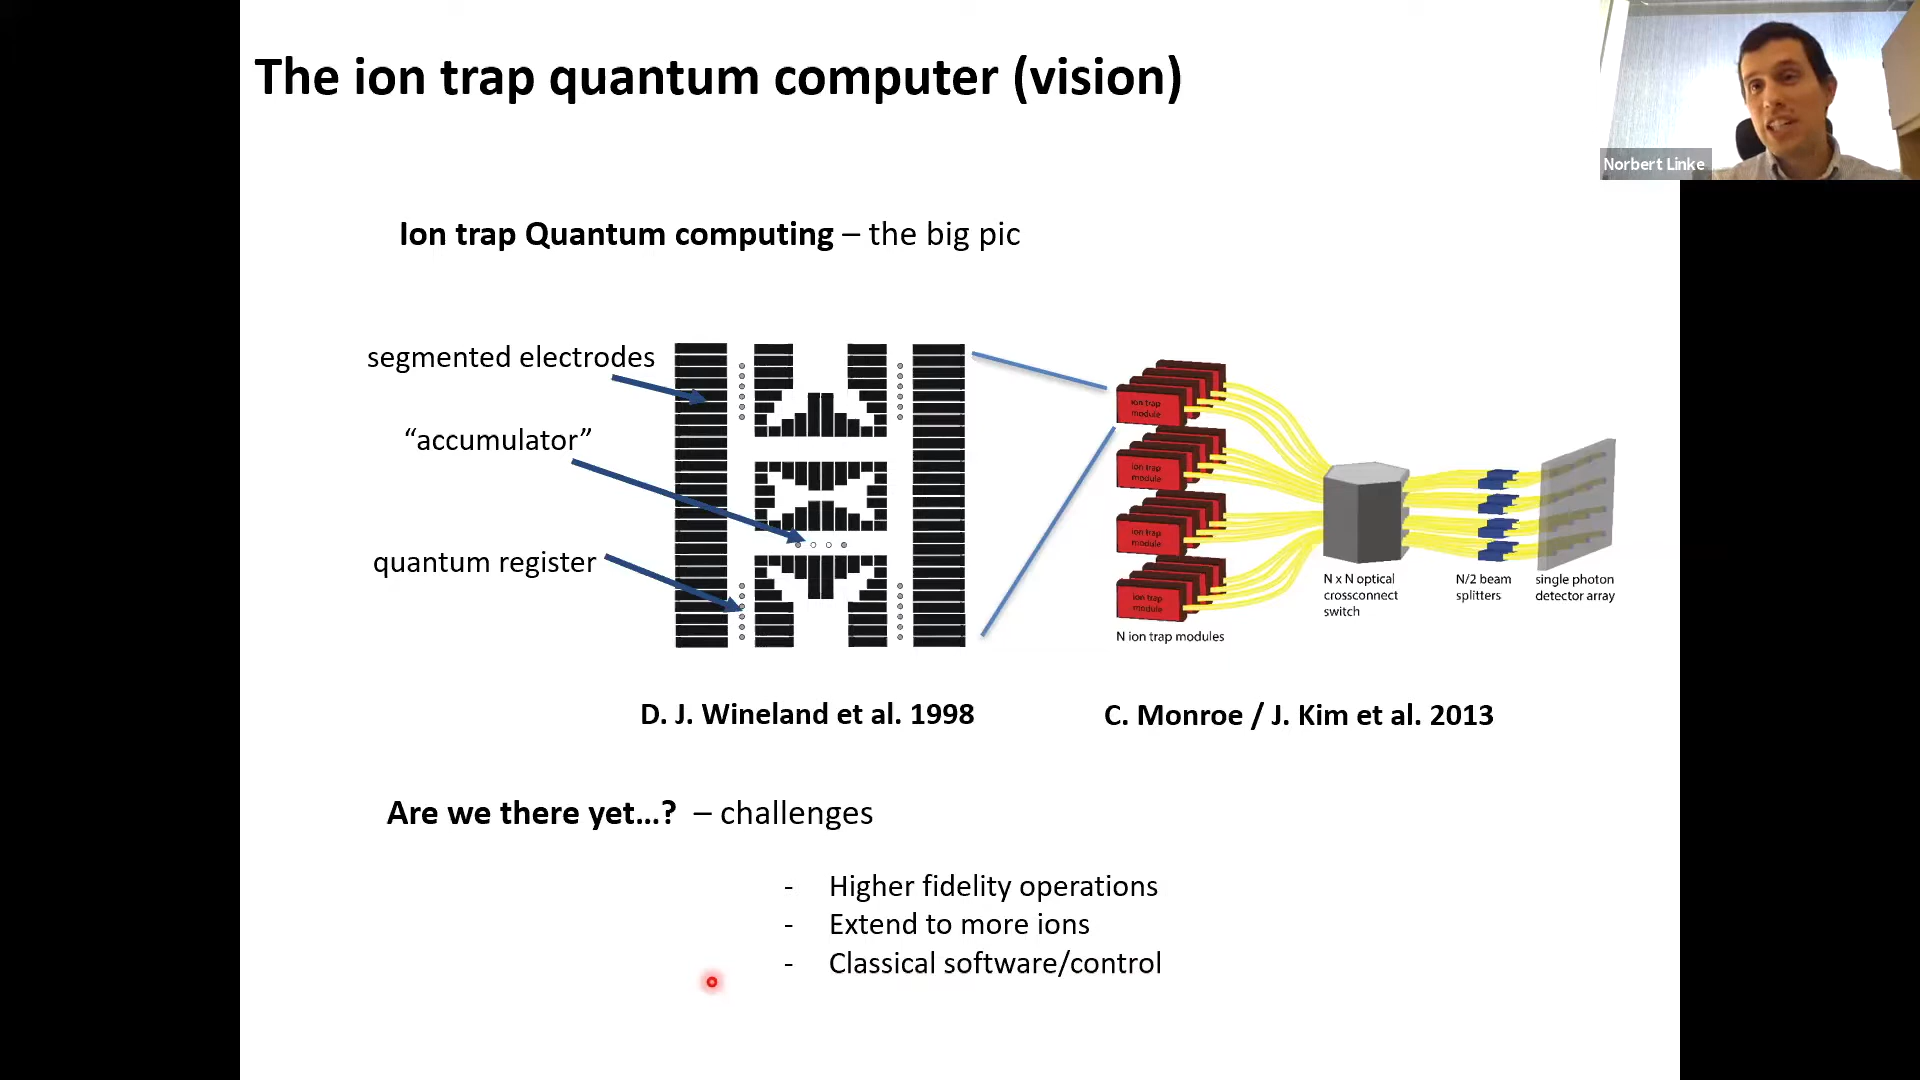 The ion trap quantum computer (vision)
Norbert Linke
Ion trap Quantum computing – the big pic
segmented electrodes
“accumulator”
quantum register
ion trap
module
ion trap
module
ion trap
module
ion trap
module
N ion trap modules
N x N optical
crossconnect
switch
N/2 beam
splitters
single photon
detector array
D. J. Wineland et al. 1998
C. Monroe / J. Kim et al. 2013
Are we there yet...? – challenges
- Higher fidelity operations
- Extend to more ions
- Classical software/control